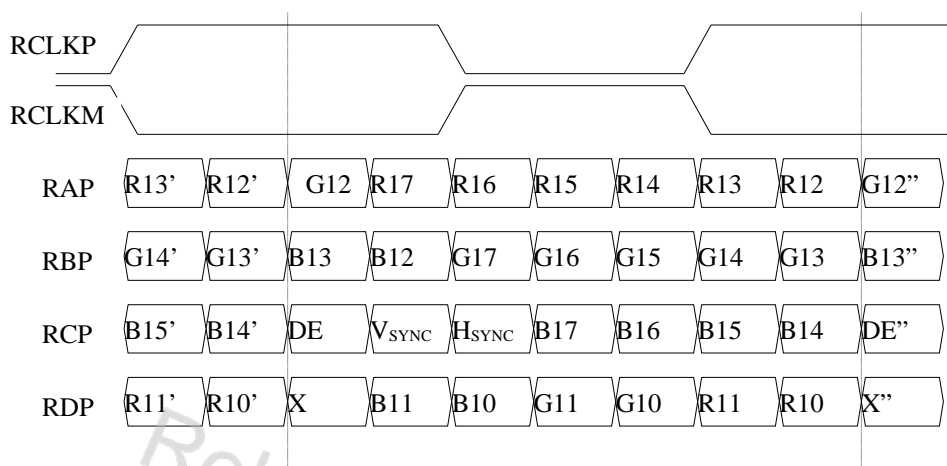 RCLKP
RCLKM
RAP R13’ R12’ G12 R17 R16 R15 R14 R13 R12 G12”
RBP G14’ G13’ B13 B12 G17 G16 G15 G14 G13 B13”
RCP B15’ B14’ DE VSYNC HSYNC B17 B16 B15 B14 DE”
RDP R11’ R10’ X B11 B10 G11 G10 R11 R10 X”